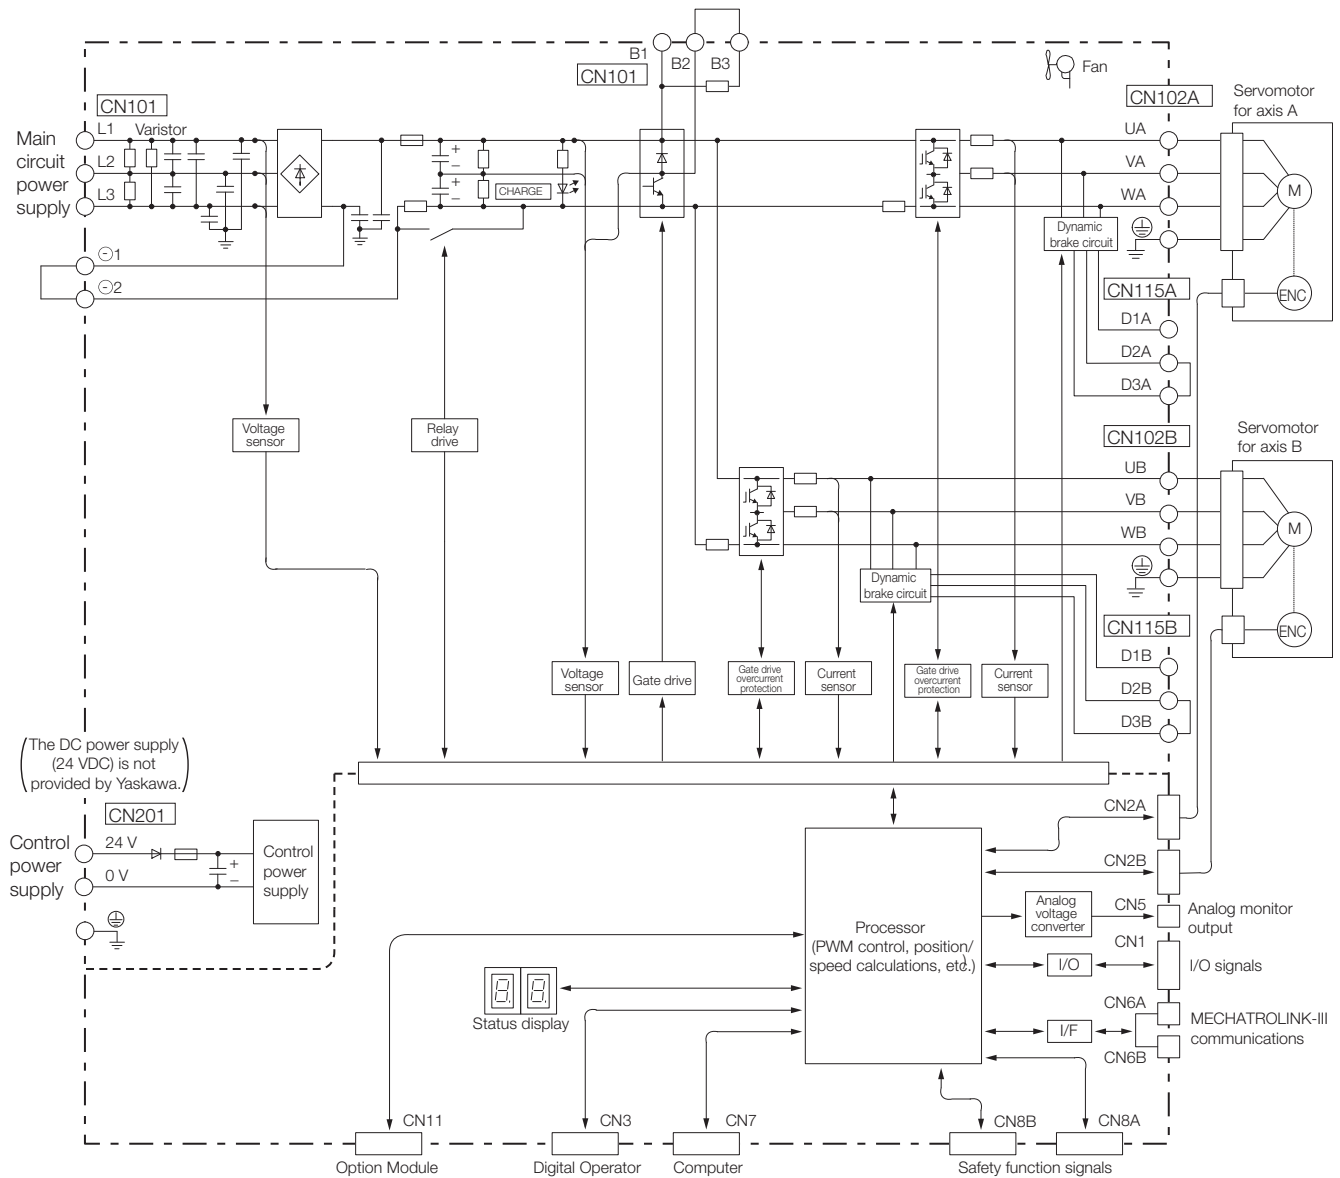 B1
B2
B3
CN101
Fan
CN101
CN102A
Servomotor
for axis A
Main
circuit
power
supply
L1
Varistor
L2
L3
CHARGE
UA
VA
WA
M
Dynamic
brake circuit
1
2
CN115A
ENC
D1A
D2A
D3A
Voltage
sensor
Relay
drive
CN102B
Servomotor
for axis B
UB
VB
WB
M
Dynamic
brake circuit
CN115B
ENC
D1B
D2B
D3B
Voltage
sensor
Gate drive
Gate drive
overcurrent
protection
Current
sensor
Gate drive
overcurrent
protection
Current
sensor
(The DC power supply
(24 VDC) is not
provided by Yaskawa.)
CN201
Control
power
supply
24 V
0 V
+
−
Control
power
supply
CN2A
CN2B
Processor
(PWM control, position/
speed calculations, etc.)
Analog
voltage
converter
CN5
Analog monitor
output
CN1
I/O
I/O signals
CN6A
I/F
MECHATROLINK-III
communications
CN6B
8. 8.
Status display
CN11
CN3
CN7
CN8B
CN8A
Option Module
Digital Operator
Computer
Safety function signals